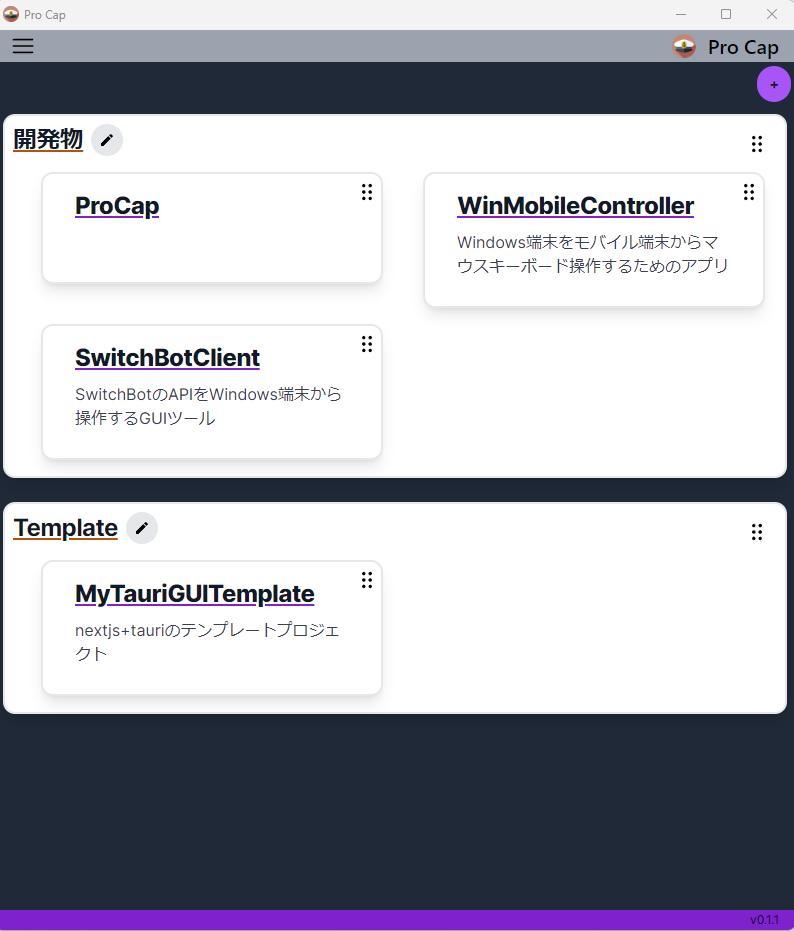 Pro Cap
Pro Cap
+
開発物
ProCap
WinMobileController
Windows端末をモバイル端末からマ
ウスキーボード操作するためのアプリ
SwitchBotClient
SwitchBotのAPIをWindows端末から
操作するGUIツール
Template
MyTauriGUITemplate
nextjs+tauriのテンプレートプロジェ
クト
v0.1.1